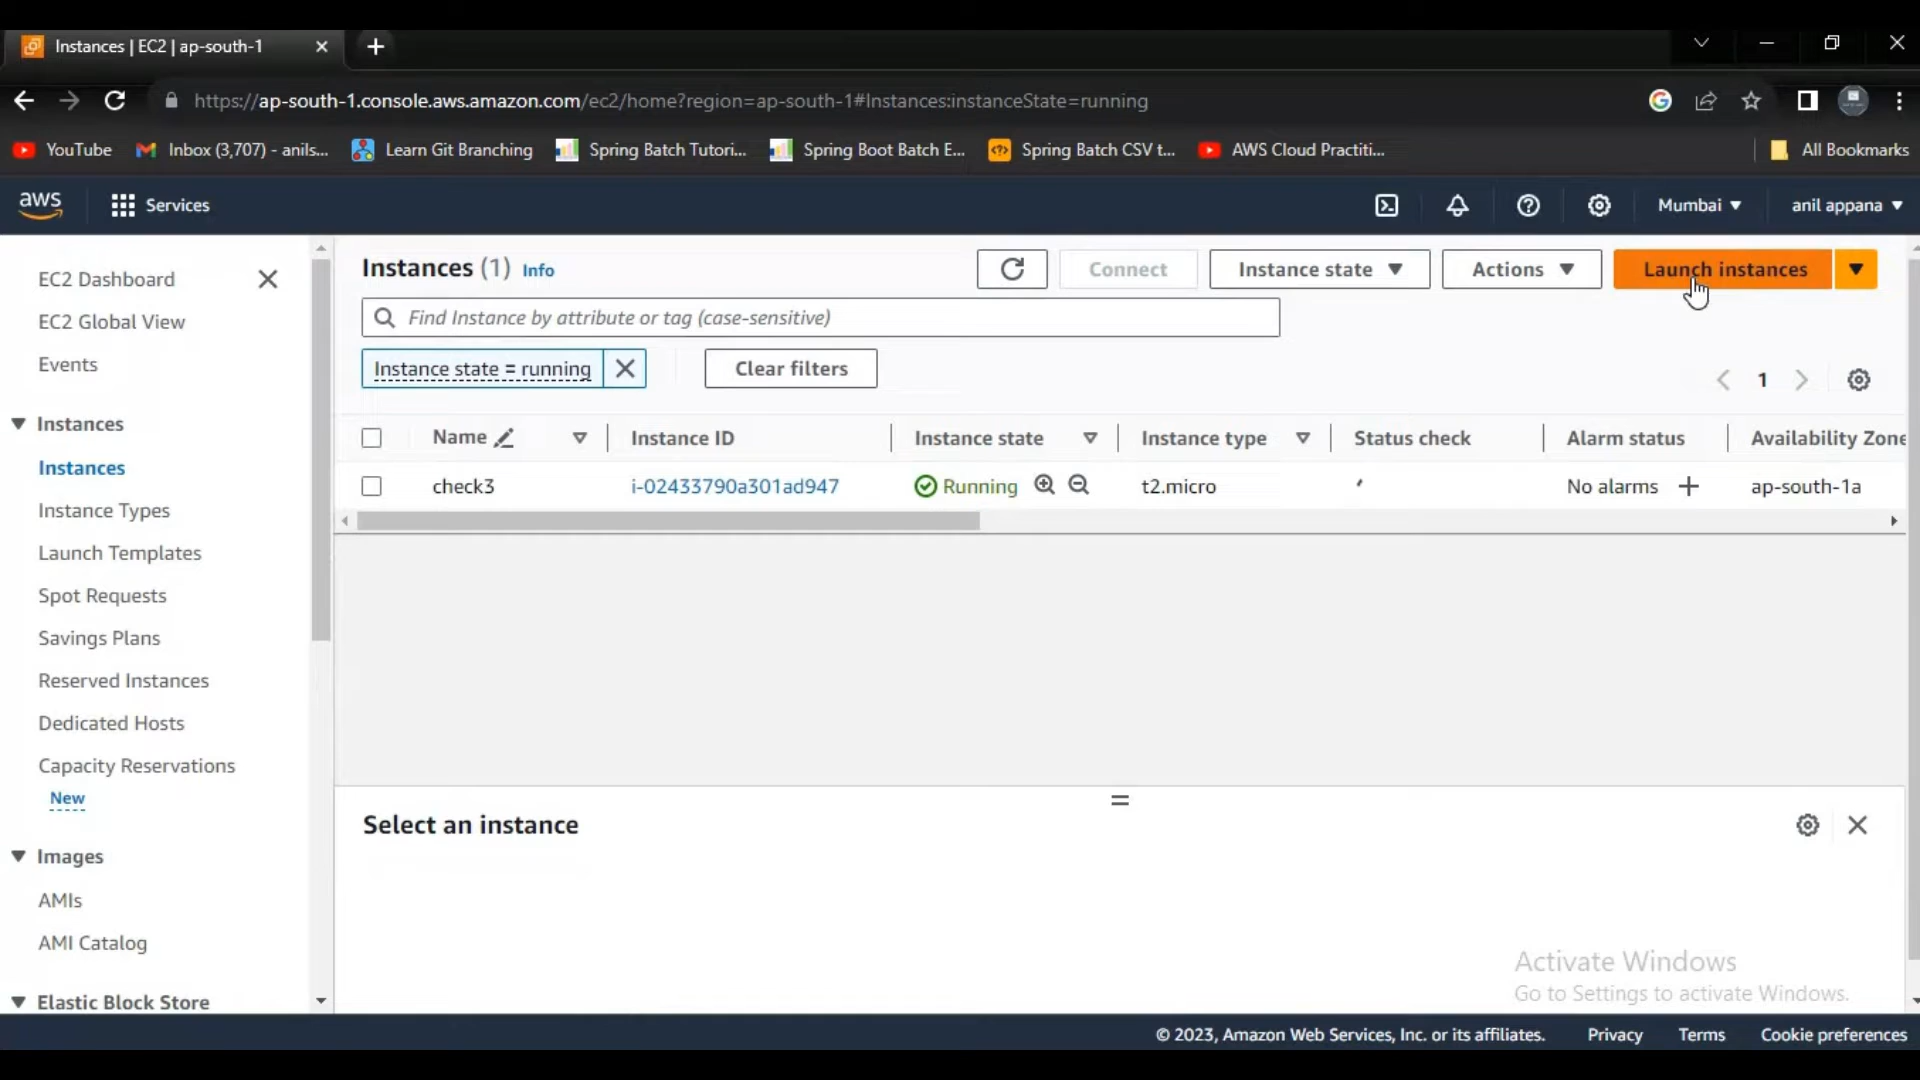 Instances | EC2 | ap-south-1
https://ap-south-1.console.aws.amazon.com/ec2/home?region=ap-south-1#Instances:instanceState=running
YouTube
Inbox (3,707) - anils...
Learn Git Branching
Spring Batch Tutori...
Spring Boot Batch E...
Spring Batch CSV t...
AWS Cloud Practiti...
All Bookmarks
aws
Services
Mumbai
anil appana
EC2 Dashboard
EC2 Global View
Events
Instances
Instances
Instance Types
Launch Templates
Spot Requests
Savings Plans
Reserved Instances
Dedicated Hosts
Capacity Reservations
New
Images
AMIs
AMI Catalog
Elastic Block Store
Instances (1) Info
Connect
Instance state
Actions
Launch instances
Find Instance by attribute or tag (case-sensitive)
Instance state = running
Clear filters
1
Name Instance ID Instance state Instance type Status check Alarm status Availability Zone
check3 i-02433790a301ad947 Running t2.micro No alarms + ap-south-1a
Select an instance
Activate Windows
Go to Settings to activate Windows.
© 2023, Amazon Web Services, Inc. or its affiliates.
Privacy
Terms
Cookie preferences